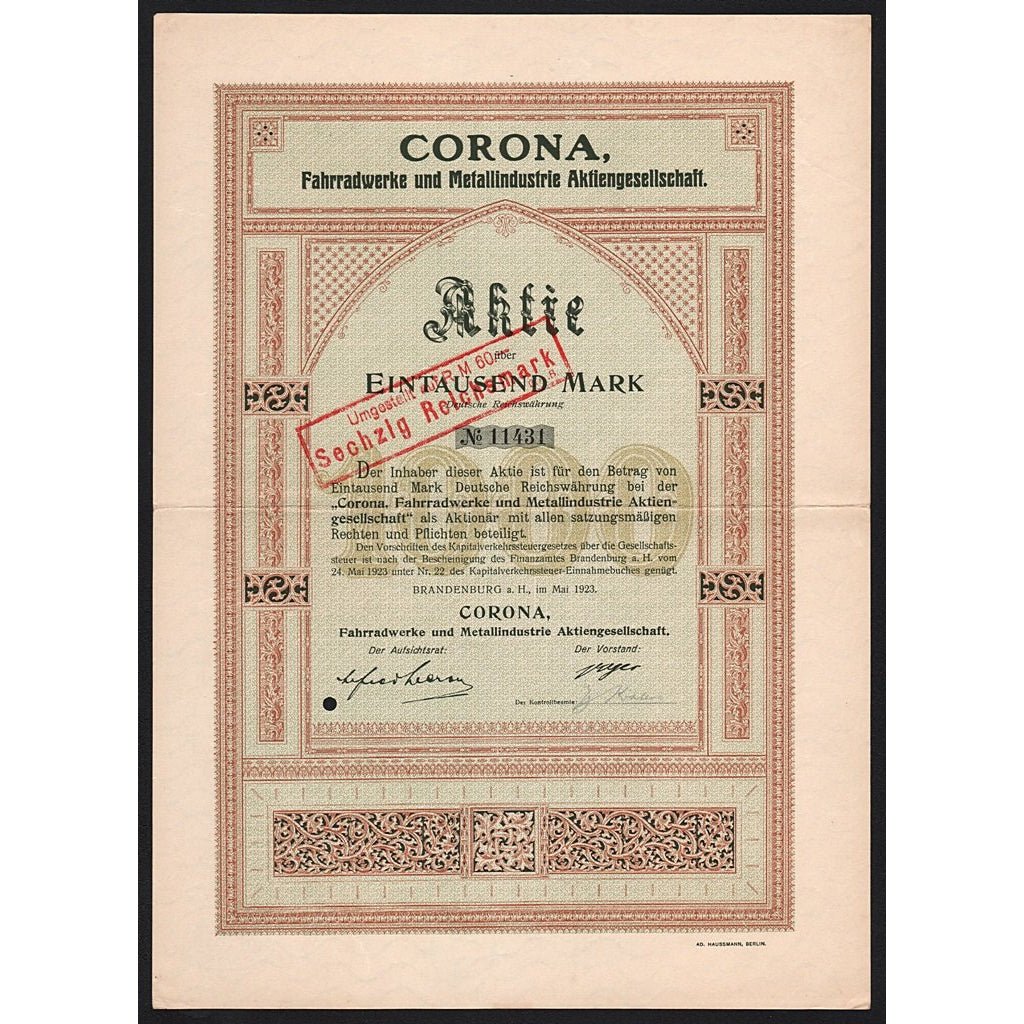 CORONA,
Fahrradwerke und Metallindustrie Aktiengesellschaft.
Aktie
über
EINTAUSEND MARK
Deutsche Reichswährung
Umgestellt auf R.M 60.—
Sechzig Reichsmark
№ 11431
1000
Der Inhaber dieser Aktie ist für den Betrag von
Eintausend Mark Deutsche Reichswährung bei der
„Corona, Fahrradwerke und Metallindustrie Aktien-
gesellschaft“ als Aktionär mit allen satzungsmäßigen
Rechten und Pflichten beteiligt.
Den Vorschriften des Kapitalverkehrssteuergesetzes über die Gesellschafts-
steuer ist nach der Bescheinigung des Finanzamtes Brandenburg a. H. vom
24. Mai 1923 unter Nr. 22 des Kapitalverkehrssteuer-Einnahmebuches genügt.
BRANDENBURG a. H., im Mai 1923.
CORONA,
Fahrradwerke und Metallindustrie Aktiengesellschaft.
Der Aufsichtsrat: Der Vorstand:
Der Kontrollbeamte:
AD. HAUSSMANN, BERLIN.